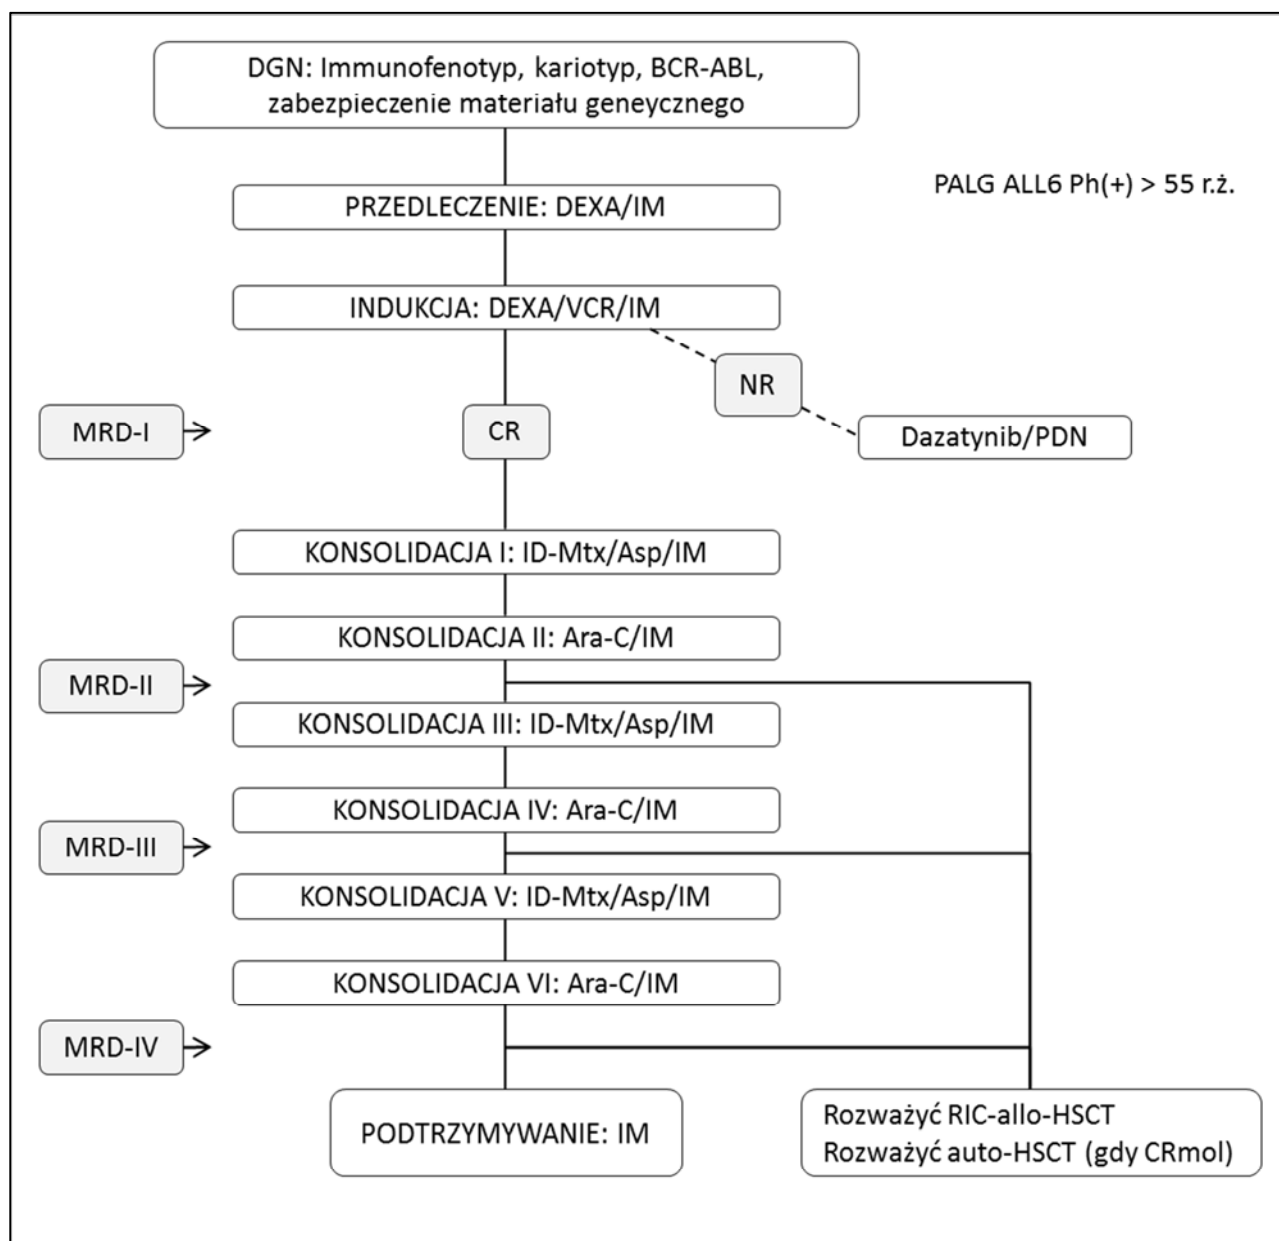 DGN: Immunofenotyp, kariotyp, BCR-ABL,
zabezpieczenie materiału geneycznego
PALG ALL6 Ph(+) > 55 r.ż.
PRZEDLECZENIE: DEXA/IM
INDUKCJA: DEXA/VCR/IM
NR
MRD-I
CR
Dazatynib/PDN
KONSOLIDACJA I: ID-Mtx/Asp/IM
KONSOLIDACJA II: Ara-C/IM
MRD-II
KONSOLIDACJA III: ID-Mtx/Asp/IM
KONSOLIDACJA IV: Ara-C/IM
MRD-III
KONSOLIDACJA V: ID-Mtx/Asp/IM
KONSOLIDACJA VI: Ara-C/IM
MRD-IV
PODTRZYMYWANIE: IM
Rozważyć RIC-allo-HSCT
Rozważyć auto-HSCT (gdy CRmol)